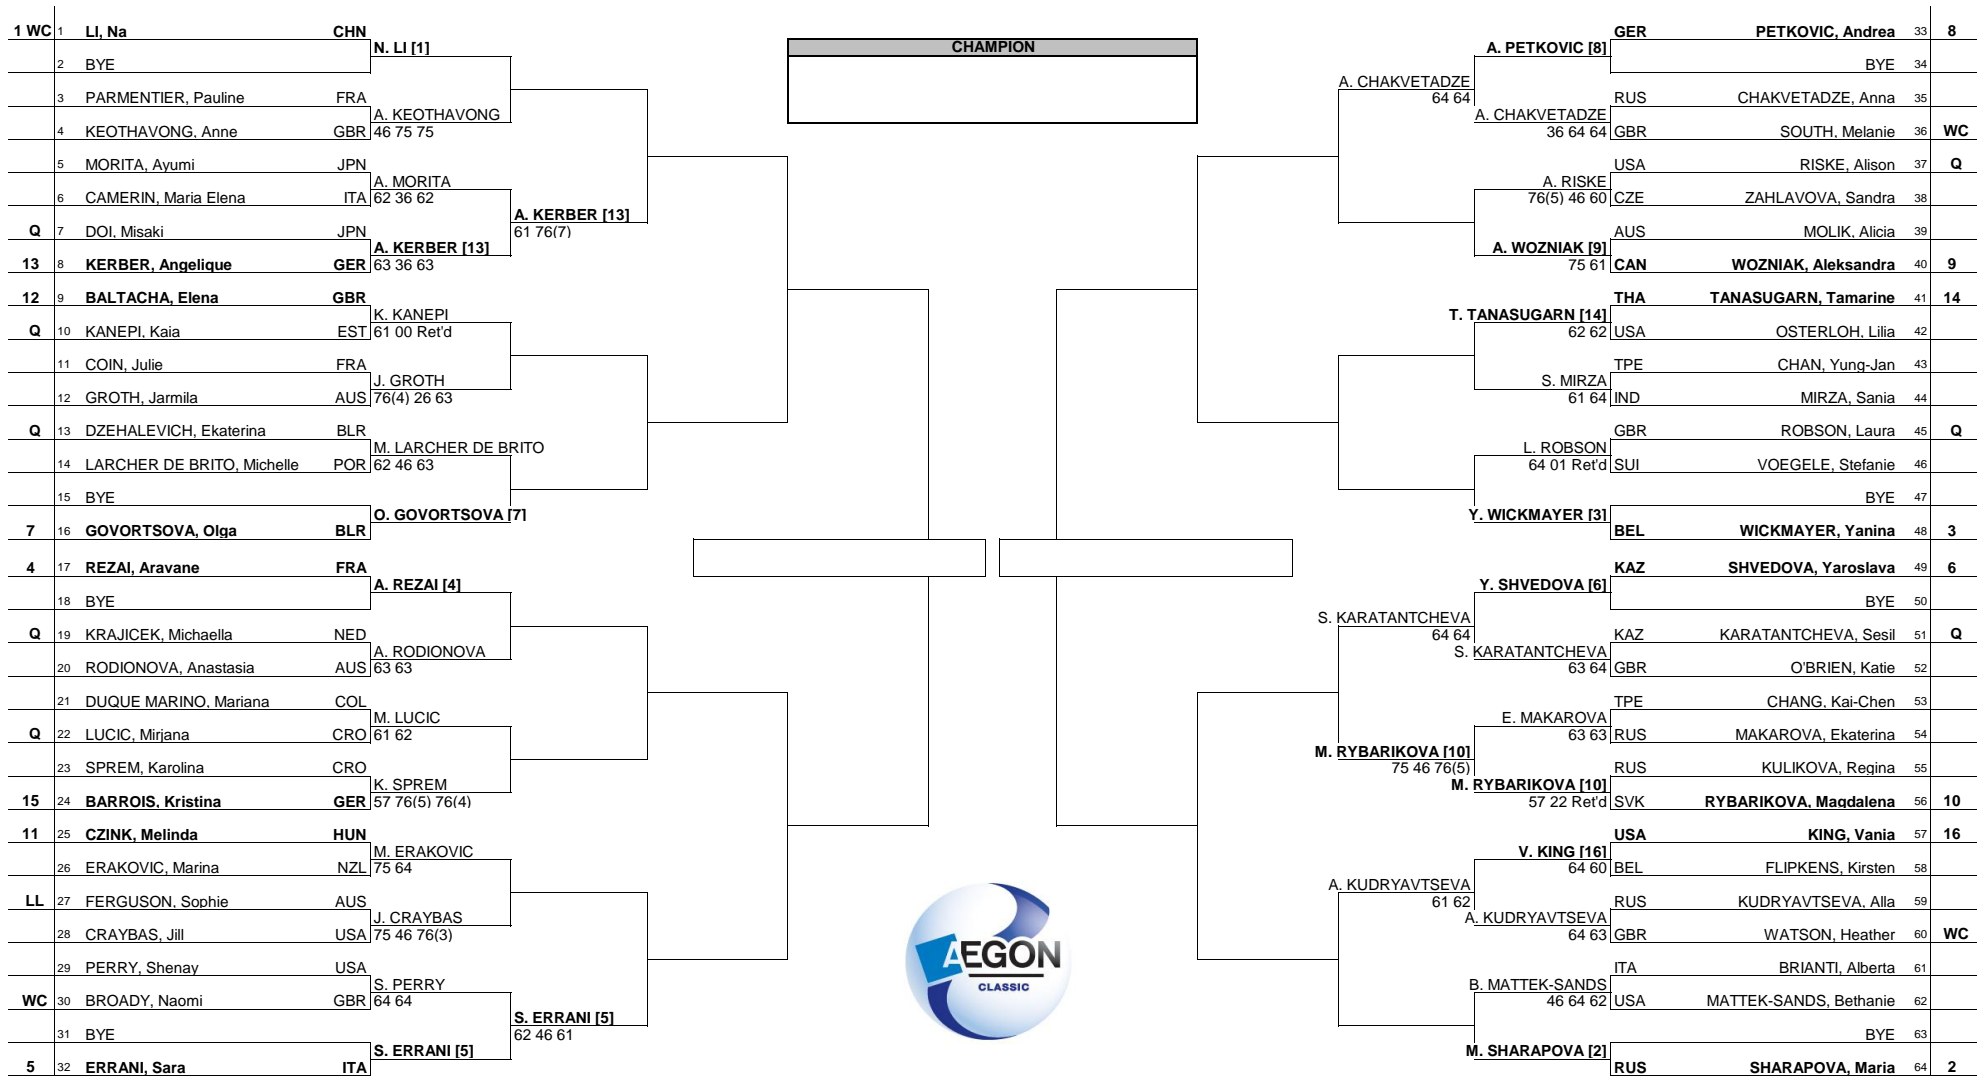 1 WC 1 LI, Na CHN
2 BYE
3 PARMENTIER, Pauline FRA
4 KEOTHAVONG, Anne GBR
5 MORITA, Ayumi JPN
6 CAMERIN, Maria Elena ITA
Q 7 DOI, Misaki JPN
13 8 KERBER, Angelique GER
12 9 BALTACHA, Elena GBR
Q 10 KANEPI, Kaia EST
11 COIN, Julie FRA
12 GROTH, Jarmila AUS
Q 13 DZEHALEVICH, Ekaterina BLR
14 LARCHER DE BRITO, Michelle POR
15 BYE
7 16 GOVORTSOVA, Olga BLR
4 17 REZAI, Aravane FRA
18 BYE
Q 19 KRAJICEK, Michaella NED
20 RODIONOVA, Anastasia AUS
21 DUQUE MARINO, Mariana COL
Q 22 LUCIC, Mirjana CRO
23 SPREM, Karolina CRO
15 24 BARROIS, Kristina GER
11 25 CZINK, Melinda HUN
26 ERAKOVIC, Marina NZL
LL 27 FERGUSON, Sophie AUS
28 CRAYBAS, Jill USA
29 PERRY, Shenay USA
WC 30 BROADY, Naomi GBR
31 BYE
5 32 ERRANI, Sara ITA
N. LI [1]
A. KEOTHAVONG
46 75 75
A. MORITA
62 36 62
A. KERBER [13]
63 36 63
K. KANEPI
61 00 Ret'd
J. GROTH
76(4) 26 63
M. LARCHER DE BRITO
62 46 63
O. GOVORTSOVA [7]
A. REZAI [4]
A. RODIONOVA
63 63
M. LUCIC
61 62
K. SPREM
57 76(5) 76(4)
M. ERAKOVIC
75 64
J. CRAYBAS
75 46 76(3)
S. PERRY
64 64
S. ERRANI [5]
A. KERBER [13]
61 76(7)
S. ERRANI [5]
62 46 61
CHAMPION
AEGON
CLASSIC
A. CHAKVETADZE
64 64
S. KARATANTCHEVA
64 64
M. RYBARIKOVA [10]
75 46 76(5)
A. KUDRYAVTSEVA
61 62
A. PETKOVIC [8]
A. CHAKVETADZE
36 64 64
A. RISKE
76(5) 46 60
A. WOZNIAK [9]
75 61
T. TANASUGARN [14]
62 62
S. MIRZA
61 64
L. ROBSON
64 01 Ret'd
Y. WICKMAYER [3]
Y. SHVEDOVA [6]
S. KARATANTCHEVA
63 64
E. MAKAROVA
63 63
M. RYBARIKOVA [10]
57 22 Ret'd
V. KING [16]
64 60
A. KUDRYAVTSEVA
64 63
B. MATTEK-SANDS
46 64 62
M. SHARAPOVA [2]
GER PETKOVIC, Andrea 33 8
BYE 34
RUS CHAKVETADZE, Anna 35
GBR SOUTH, Melanie 36 WC
USA RISKE, Alison 37 Q
CZE ZAHLAVOVA, Sandra 38
AUS MOLIK, Alicia 39
CAN WOZNIAK, Aleksandra 40 9
THA TANASUGARN, Tamarine 41 14
USA OSTERLOH, Lilia 42
TPE CHAN, Yung-Jan 43
IND MIRZA, Sania 44
GBR ROBSON, Laura 45 Q
SUI VOEGELE, Stefanie 46
BYE 47
BEL WICKMAYER, Yanina 48 3
KAZ SHVEDOVA, Yaroslava 49 6
BYE 50
KAZ KARATANTCHEVA, Sesil 51 Q
GBR O'BRIEN, Katie 52
TPE CHANG, Kai-Chen 53
RUS MAKAROVA, Ekaterina 54
RUS KULIKOVA, Regina 55
SVK RYBARIKOVA, Magdalena 56 10
USA KING, Vania 57 16
BEL FLIPKENS, Kirsten 58
RUS KUDRYAVTSEVA, Alla 59
GBR WATSON, Heather 60 WC
ITA BRIANTI, Alberta 61
USA MATTEK-SANDS, Bethanie 62
BYE 63
RUS SHARAPOVA, Maria 64 2